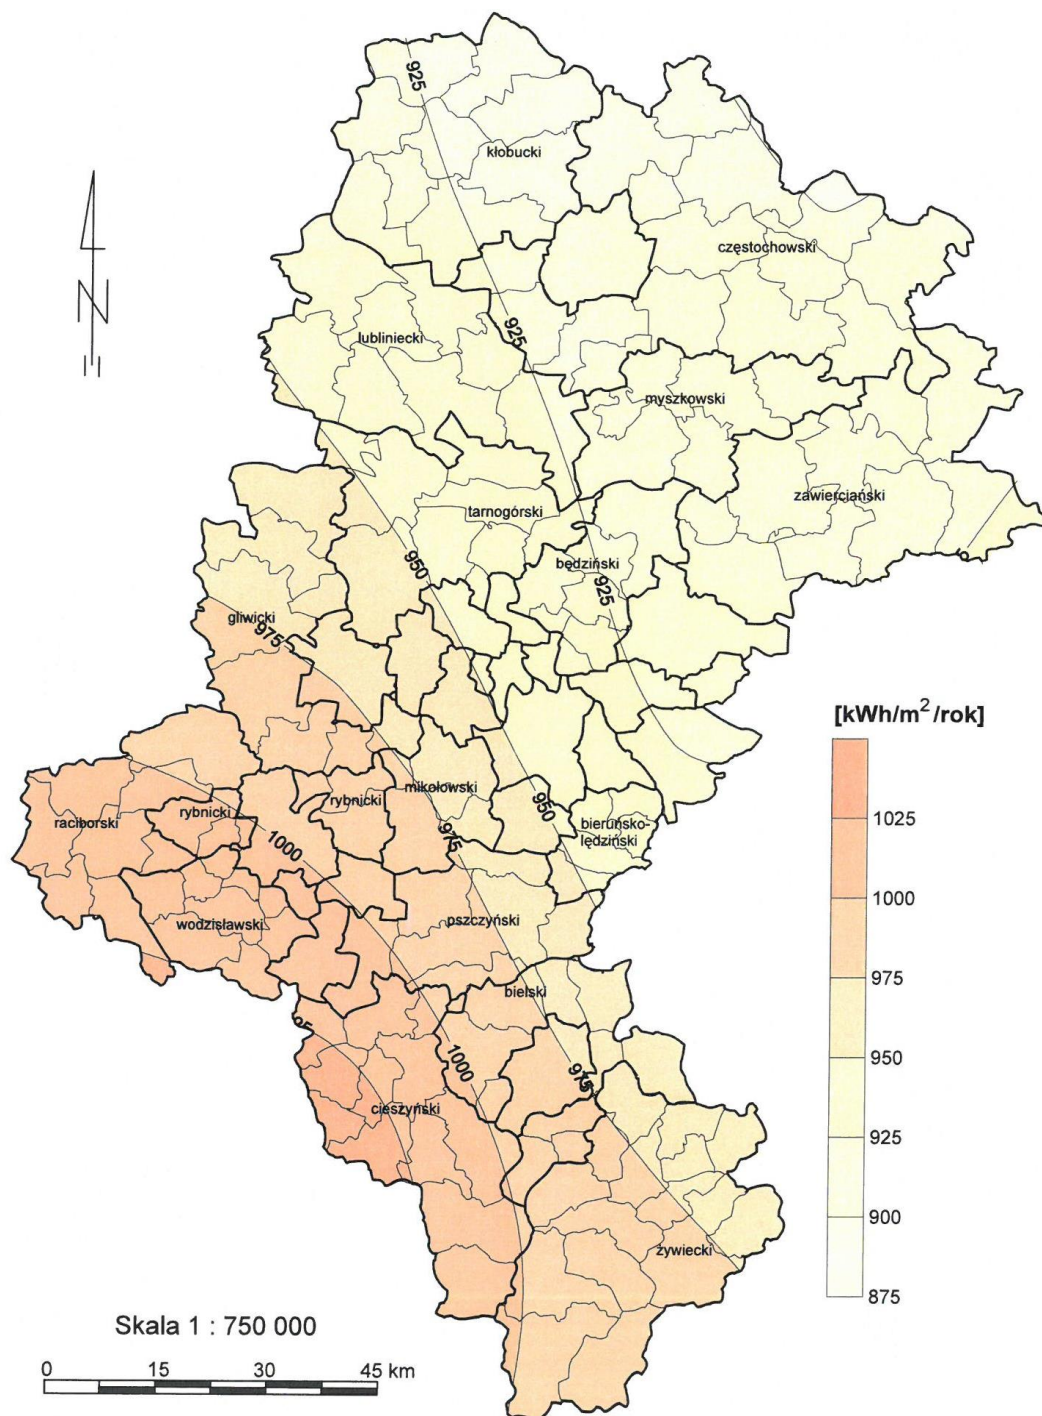 925
kłobucki
częstochowski
N
925
lubliniecki
myszkowski
zawierciański
tarnogórski
950
będziński
925
gliwicki
975
[kWh/m²/rok]
mikołowski
rybnicki
950
rybnicki
raciborski
1025
bieruńsko-
lędziński
975
1000
1000
wodzisławski
pszczyński
975
bielski
950
1000
975
cieszyński
925
900
żywiecki
875
Skala 1 : 750 000
0 15 30 45 km